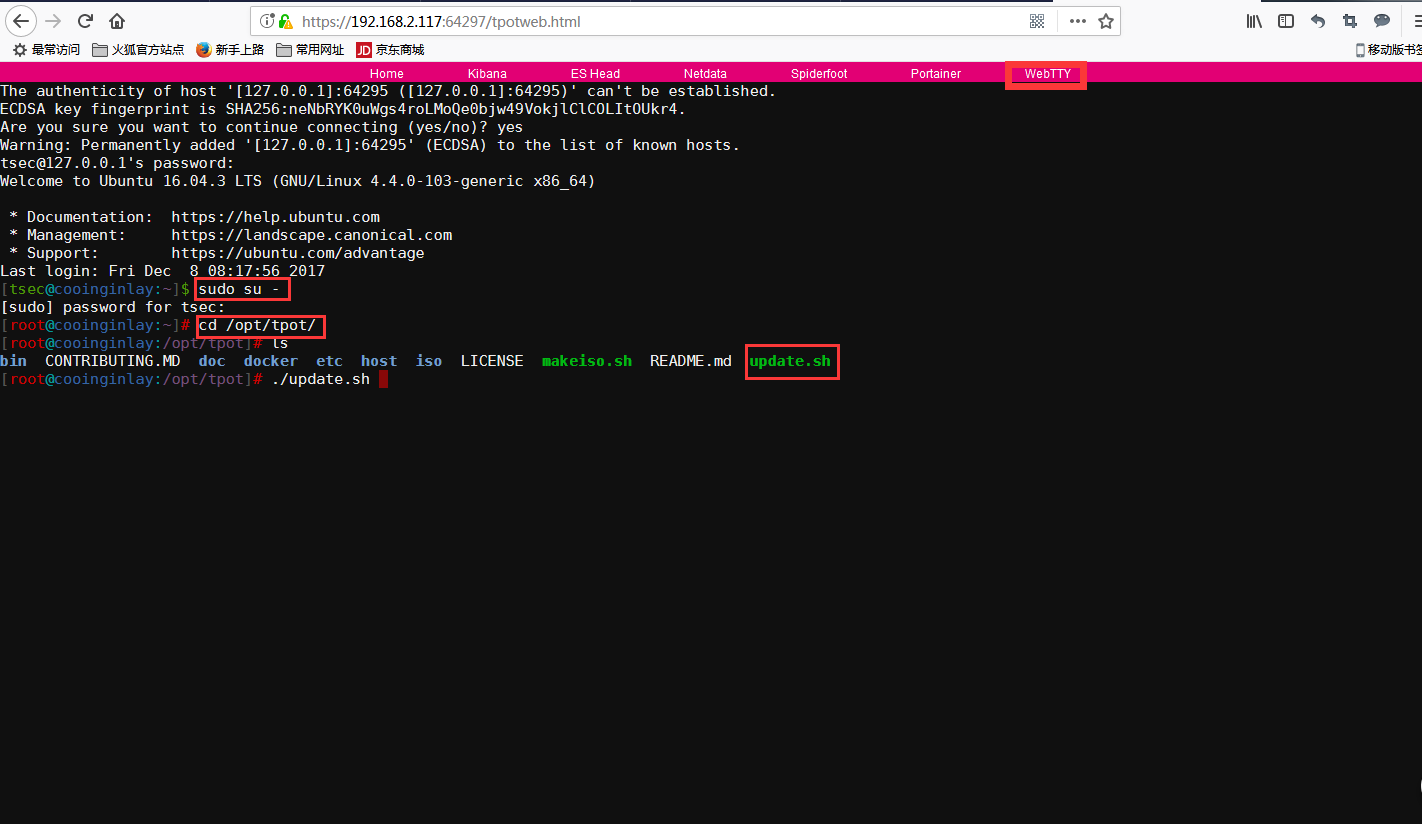 https://192.168.2.117:64297/tpotweb.html
最常访问 火狐官方站点 新手上路 常用网址 JD 京东商城 移动版书签
Home Kibana ES Head Netdata Spiderfoot Portainer WebTTY
The authenticity of host '[127.0.0.1]:64295 ([127.0.0.1]:64295)' can't be established.
ECDSA key fingerprint is SHA256:neNbRYK0uWgs4roLMoQe0bjw49VokjlClCOLItOUkr4.
Are you sure you want to continue connecting (yes/no)? yes
Warning: Permanently added '[127.0.0.1]:64295' (ECDSA) to the list of known hosts.
tsec@127.0.0.1's password:
Welcome to Ubuntu 16.04.3 LTS (GNU/Linux 4.4.0-103-generic x86_64)
* Documentation:  https://help.ubuntu.com
* Management:     https://landscape.canonical.com
* Support:        https://ubuntu.com/advantage
Last login: Fri Dec  8 08:17:56 2017
[tsec@cooinginlay:~]$ sudo su -
[sudo] password for tsec:
[root@cooinginlay:~]# cd /opt/tpot/
[root@cooinginlay:/opt/tpot]# ls
bin  CONTRIBUTING.MD  doc  docker  etc  host  iso  LICENSE  makeiso.sh  README.md  update.sh
[root@cooinginlay:/opt/tpot]# ./update.sh